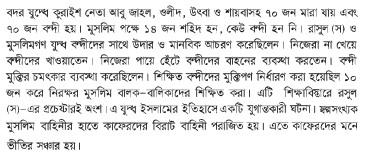 বদর যুদ্ধে কুরাইশ নেতা আবু জাহল, ওলীদ, উৎবা ও শায়বাসহ ৭০ জন মারা যায় এবং
৭০ জন বন্দী হয়। মুসলিম পক্ষে ১৪ জন শহিদ হন, কেউ বন্দী হন নি। রাসুল (স) ও
মুসলিমগণ যুদ্ধ বন্দীদের সাথে উদার ও মানবিক আচরণ করেছিলেন। নিজেরা না খেয়ে
বন্দীদের খাওয়াতেন। নিজেরা পায়ে হেঁটে বন্দীদের বাহনের ব্যবস্থা করতেন। বন্দী
মুক্তির চমৎকার ব্যবস্থা করেছিলেন। শিক্ষিত বন্দীদের মুক্তিপণ নির্ধারণ করা হয়েছিল ১০
জন করে নিরক্ষর মুসলিম বালক-বালিকাদের শিক্ষিত করা। এটি শিক্ষাবিস্তারে রসুল
(স)-এর প্রচেষ্টারই অংশ। এ যুদ্ধ ইসলামের ইতিহাসে একটি যুগান্তকারী ঘটনা। স্বল্পসংখ্যক
মুসলিম বাহিনীর হাতে কাফেরদের বিরাট বাহিনী পরাজিত হয়। এতে কাফেরদের মনে
ভীতির সঞ্চার হয়।